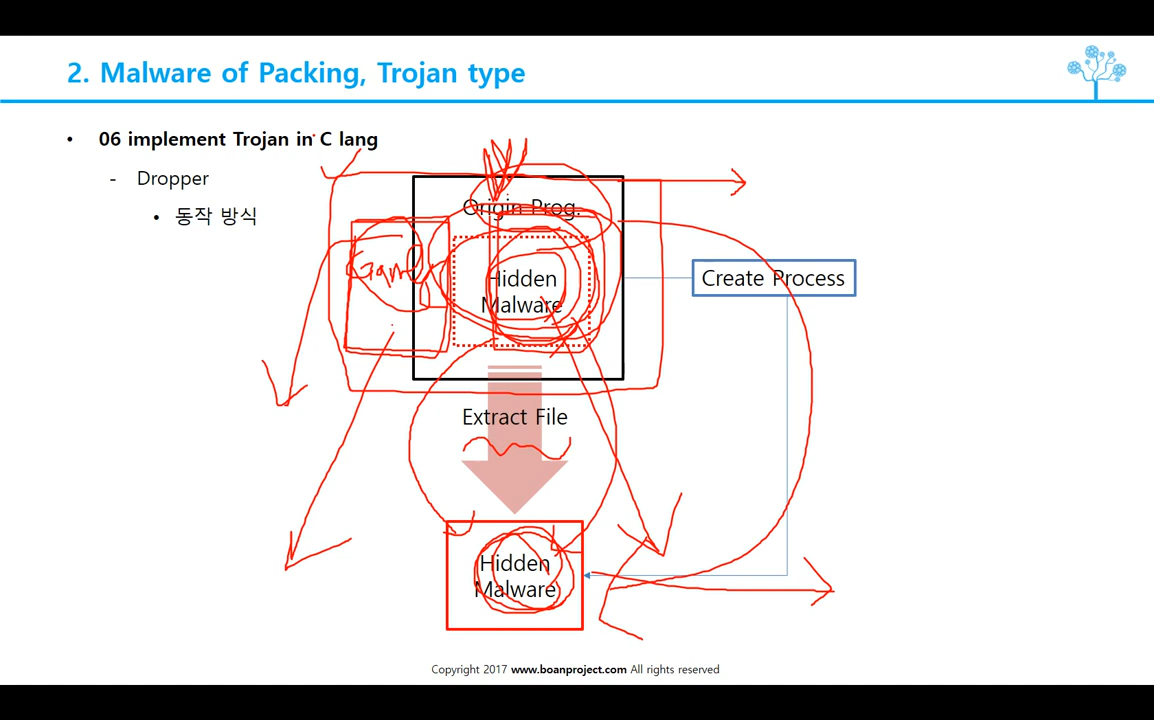 2. Malware of Packing, Trojan type
• 06 implement Trojan in C lang
- Dropper
• 동작 방식
Origin Prog.
Game
Hidden
Malware
Create Process
Extract File
Hidden
Malware
Copyright 2017 www.boanproject.com All rights reserved